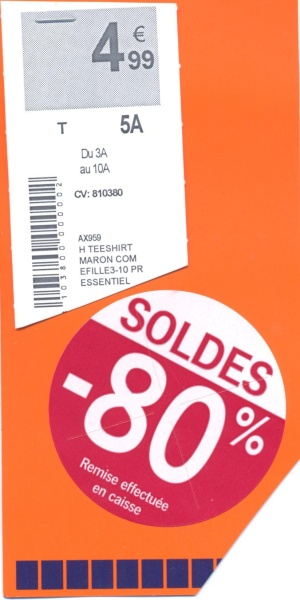 4€99
T 5A
Du 3A
au 10A
CV: 810380
AX959
H TEESHIRT
MARON COM
EFILLE3-10 PR
ESSENTIEL
SOLDES
-80%
Remise effectuée
en caisse